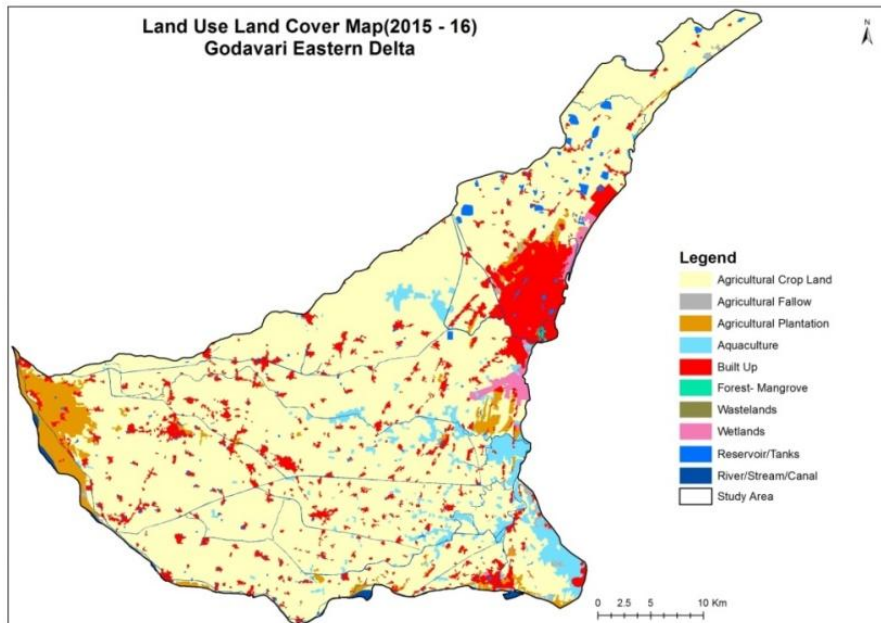 Land Use Land Cover Map(2015 - 16)
Godavari Eastern Delta
N
Legend
Agricultural Crop Land
Agricultural Fallow
Agricultural Plantation
Aquaculture
Built Up
Forest- Mangrove
Wastelands
Wetlands
Reservoir/Tanks
River/Stream/Canal
Study Area
0 2.5 5 10 Km